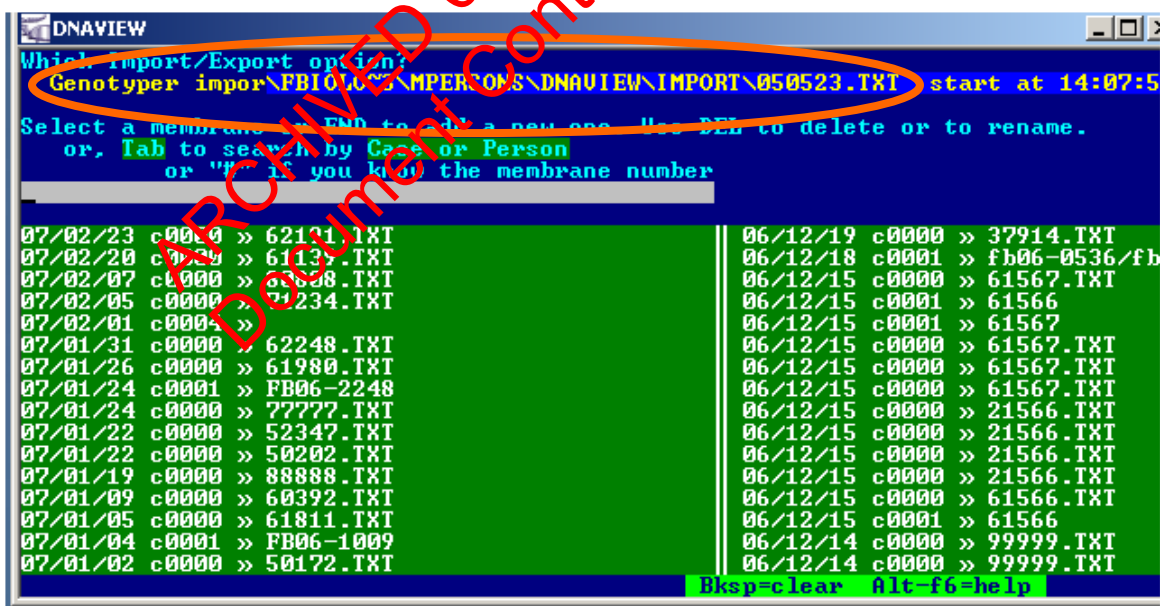 DNAVIEW
Which Import/Export option?
Genotyper impor\FBIOLOGY\MPERSONS\DNAVIEW\IMPORT\050523.TXT start at 14:07:5
Select a membrane or END to add a new one. Use DEL to delete or to rename.
or, Tab to search by Case or Person
or "#" if you know the membrane number
07/02/23 c0000 » 62191.TXT
07/02/20 c0000 » 61139.TXT
07/02/07 c0000 »
07/02/05 c0000 » 71234.TXT
07/02/01 c0004 »
07/01/31 c0000 » 62248.TXT
07/01/26 c0000 » 61980.TXT
07/01/24 c0001 » FB06-2248
07/01/24 c0000 » 77777.TXT
07/01/22 c0000 » 52347.TXT
07/01/22 c0000 » 50202.TXT
07/01/19 c0000 » 88888.TXT
07/01/09 c0000 » 60392.TXT
07/01/05 c0000 » 61811.TXT
07/01/04 c0001 » FB06-1009
07/01/02 c0000 » 50172.TXT
06/12/19 c0000 » 37914.TXT
06/12/18 c0001 » fb06-0536/fb
06/12/15 c0000 » 61567.TXT
06/12/15 c0001 » 61566
06/12/15 c0001 » 61567
06/12/15 c0000 » 61567.TXT
06/12/15 c0000 » 61567.TXT
06/12/15 c0000 » 61567.TXT
06/12/15 c0000 » 21566.TXT
06/12/15 c0000 » 21566.TXT
06/12/15 c0000 » 21566.TXT
06/12/15 c0000 » 21566.TXT
06/12/15 c0000 » 61566.TXT
06/12/15 c0001 » 61566
06/12/14 c0000 » 99999.TXT
06/12/14 c0000 » 99999.TXT
Bksp=clear Alt-f6=help
ARCHIVED
Document Cont